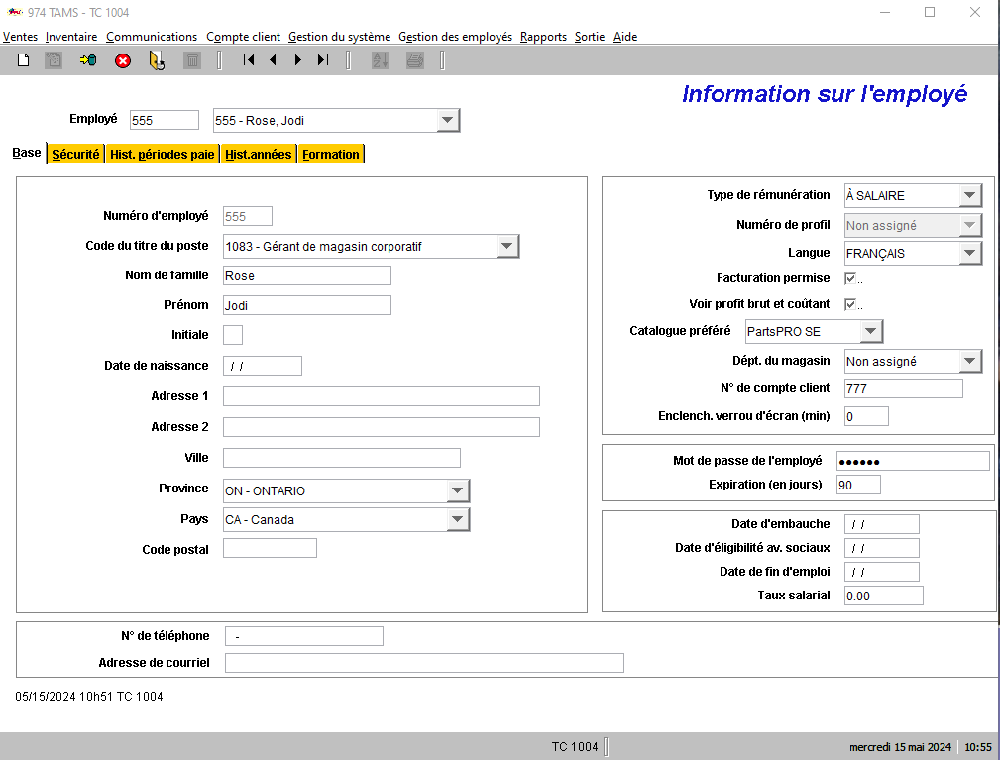 974 TAMS - TC 1004
Ventes Inventaire Communications Compte client Gestion du système Gestion des employés Rapports Sortie Aide
Information sur l'employé
Employé 555 555 - Rose, Jodi
Base Sécurité Hist. périodes paie Hist.années Formation
Numéro d'employé 555
Code du titre du poste 1083 - Gérant de magasin corporatif
Nom de famille Rose
Prénom Jodi
Initiale
Date de naissance / /
Adresse 1
Adresse 2
Ville
Province ON - ONTARIO
Pays CA - Canada
Code postal
Type de rémunération À SALAIRE
Numéro de profil Non assigné
Langue FRANÇAIS
Facturation permise ..
Voir profit brut et coûtant ..
Catalogue préféré PartsPRO SE
Dépt. du magasin Non assigné
N° de compte client 777
Enclench. verrou d'écran (min) 0
Mot de passe de l'employé ●●●●●●
Expiration (en jours) 90
Date d'embauche / /
Date d'éligibilité av. sociaux / /
Date de fin d'emploi / /
Taux salarial 0.00
N° de téléphone -
Adresse de courriel
05/15/2024 10h51 TC 1004
TC 1004 mercredi 15 mai 2024 10:55